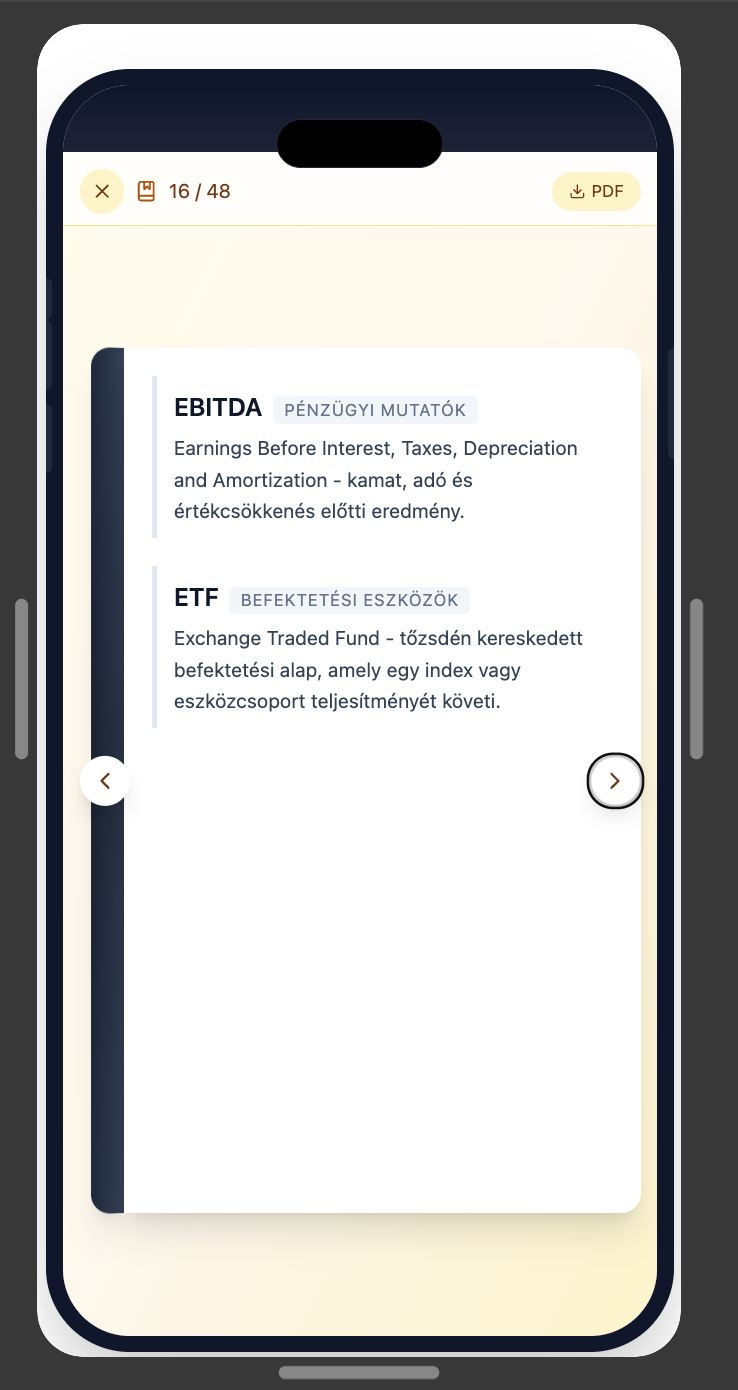 16 / 48
PDF
EBITDA PÉNZÜGYI MUTATÓK
Earnings Before Interest, Taxes, Depreciation
and Amortization - kamat, adó és
értékcsökkenés előtti eredmény.
ETF BEFEKTETÉSI ESZKÖZÖK
Exchange Traded Fund - tőzsdén kereskedett
befektetési alap, amely egy index vagy
eszközcsoport teljesítményét követi.